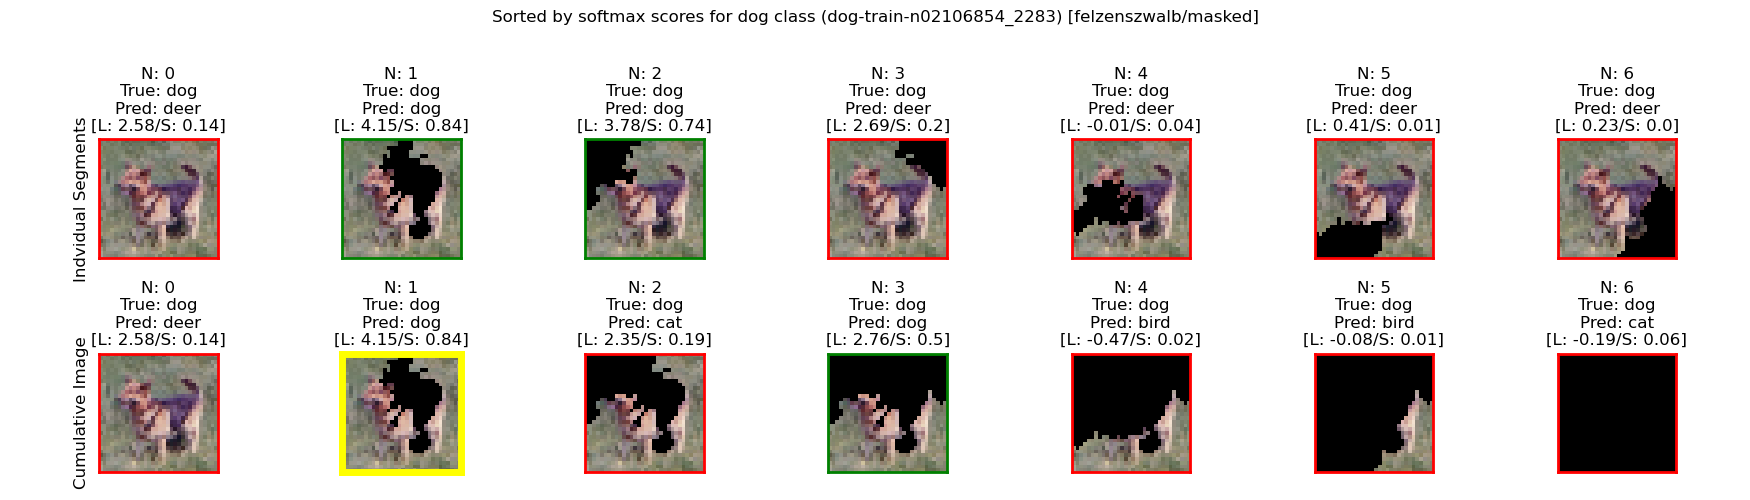 Sorted by softmax scores for dog class (dog-train-n02106854_2283) [felzenszwalb/masked]
Indvidual Segments
N: 0
True: dog
Pred: deer
[L: 2.58/S: 0.14]
N: 1
True: dog
Pred: dog
[L: 4.15/S: 0.84]
N: 2
True: dog
Pred: dog
[L: 3.78/S: 0.74]
N: 3
True: dog
Pred: deer
[L: 2.69/S: 0.2]
N: 4
True: dog
Pred: deer
[L: -0.01/S: 0.04]
N: 5
True: dog
Pred: deer
[L: 0.41/S: 0.01]
N: 6
True: dog
Pred: deer
[L: 0.23/S: 0.0]
Cumulative Image
N: 0
True: dog
Pred: deer
[L: 2.58/S: 0.14]
N: 1
True: dog
Pred: dog
[L: 4.15/S: 0.84]
N: 2
True: dog
Pred: cat
[L: 2.35/S: 0.19]
N: 3
True: dog
Pred: dog
[L: 2.76/S: 0.5]
N: 4
True: dog
Pred: bird
[L: -0.47/S: 0.02]
N: 5
True: dog
Pred: bird
[L: -0.08/S: 0.01]
N: 6
True: dog
Pred: cat
[L: -0.19/S: 0.06]